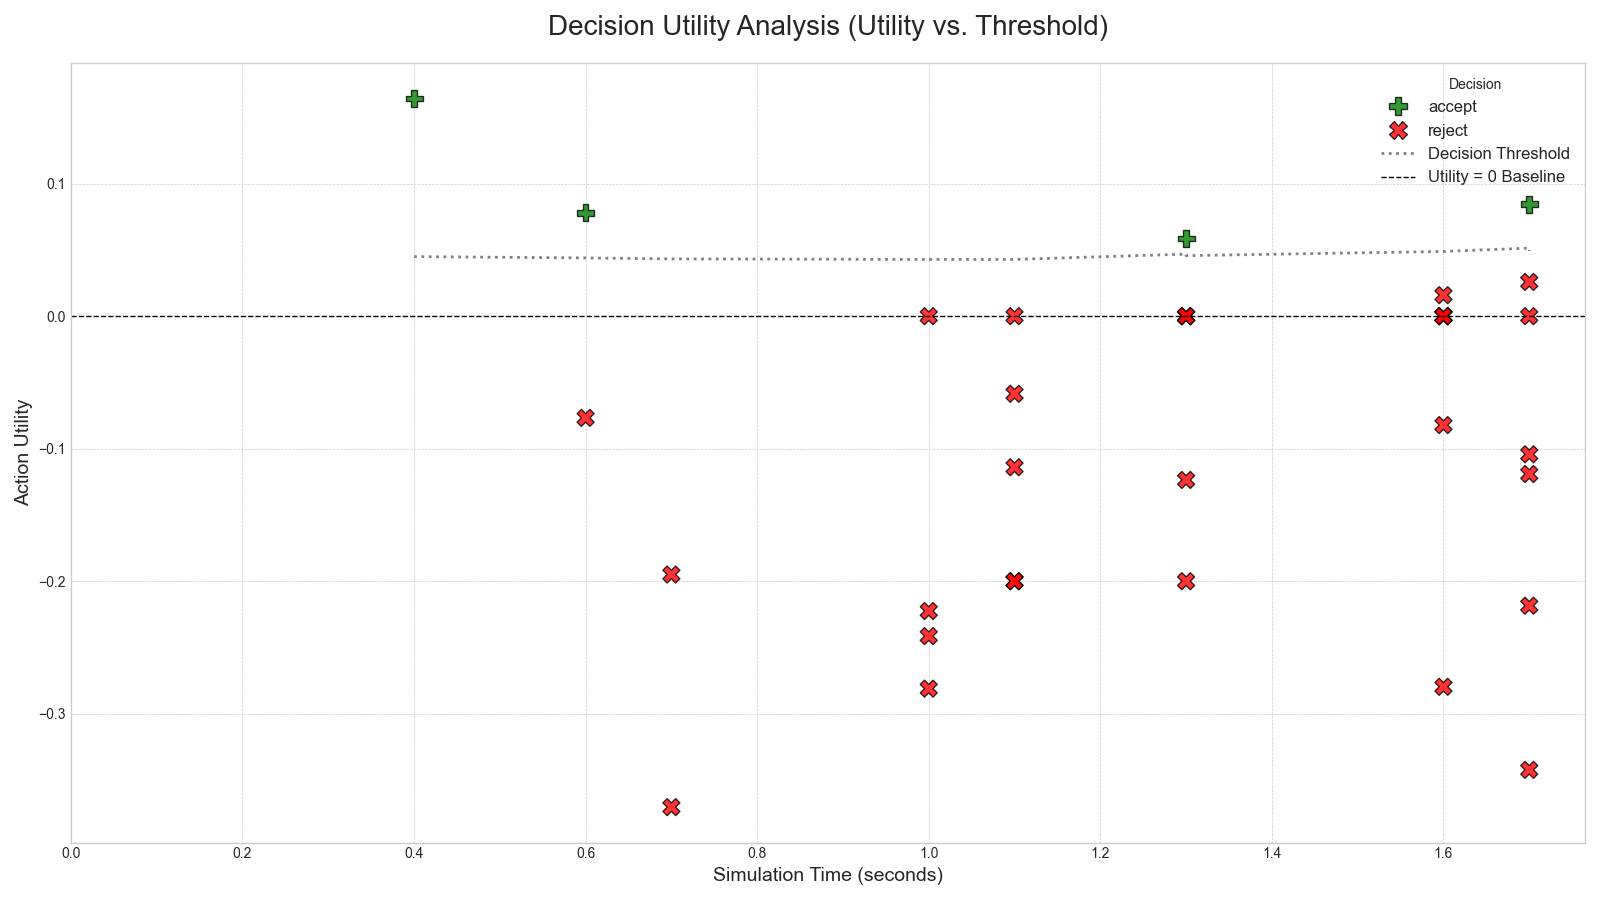 Decision Utility Analysis (Utility vs. Threshold)
Decision
accept
reject
Decision Threshold
Utility = 0 Baseline
Action Utility
0.1
0.0
−0.1
−0.2
−0.3
0.0 0.2 0.4 0.6 0.8 1.0 1.2 1.4 1.6
Simulation Time (seconds)